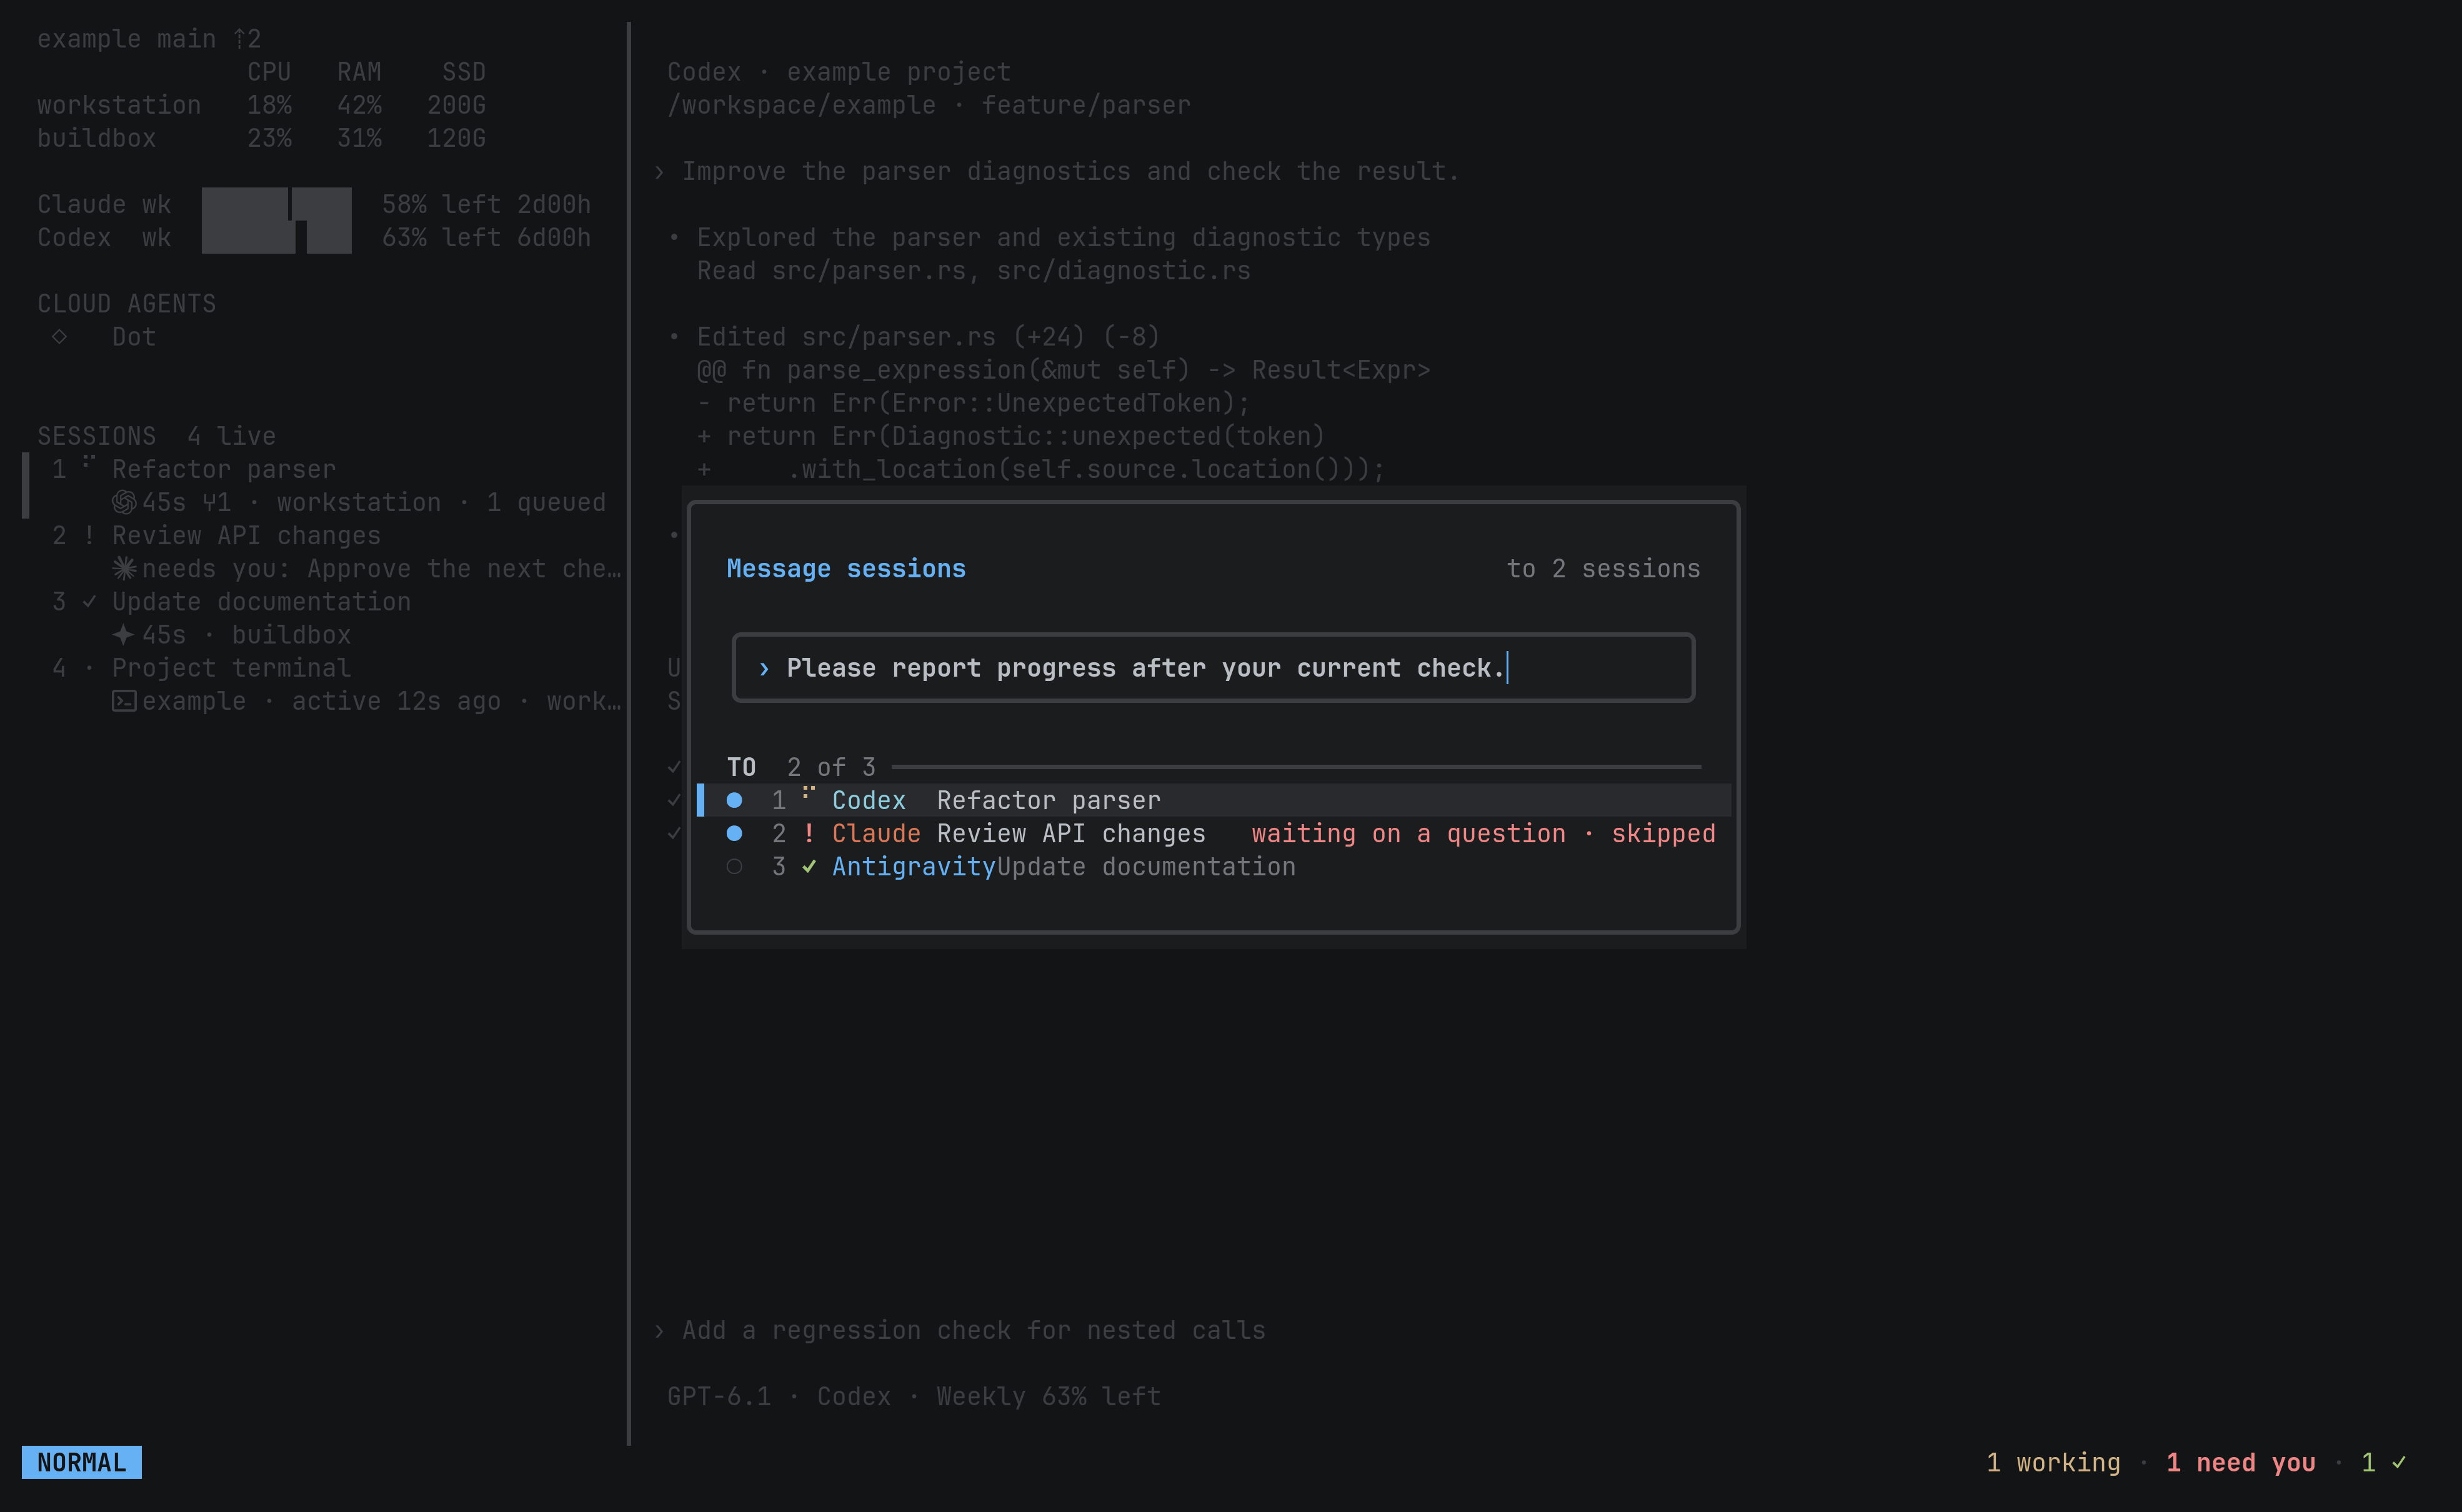 example main ⇡2
CPU RAM SSD
workstation 18% 42% 200G
buildbox 23% 31% 120G
Claude wk 58% left 2d00h
Codex wk 63% left 6d00h
CLOUD AGENTS
◇ Dot
SESSIONS 4 live
1 ⠋ Refactor parser
45s ⑂1 · workstation · 1 queued
2 ! Review API changes
needs you: Approve the next che…
3 ✓ Update documentation
45s · buildbox
4 · Project terminal
example · active 12s ago · work…
Codex · example project
/workspace/example · feature/parser
› Improve the parser diagnostics and check the result.
• Explored the parser and existing diagnostic types
Read src/parser.rs, src/diagnostic.rs
• Edited src/parser.rs (+24) (-8)
@@ fn parse_expression(&mut self) -> Result<Expr>
- return Err(Error::UnexpectedToken);
+ return Err(Diagnostic::unexpected(token)
+ .with_location(self.source.location()));
•
U
S
✓
✓
✓
Message sessions to 2 sessions
› Please report progress after your current check.
TO 2 of 3
● 1 ⠋ Codex Refactor parser
● 2 ! Claude Review API changes waiting on a question · skipped
○ 3 ✓ AntigravityUpdate documentation
› Add a regression check for nested calls
GPT-6.1 · Codex · Weekly 63% left
NORMAL 1 working · 1 need you · 1 ✓